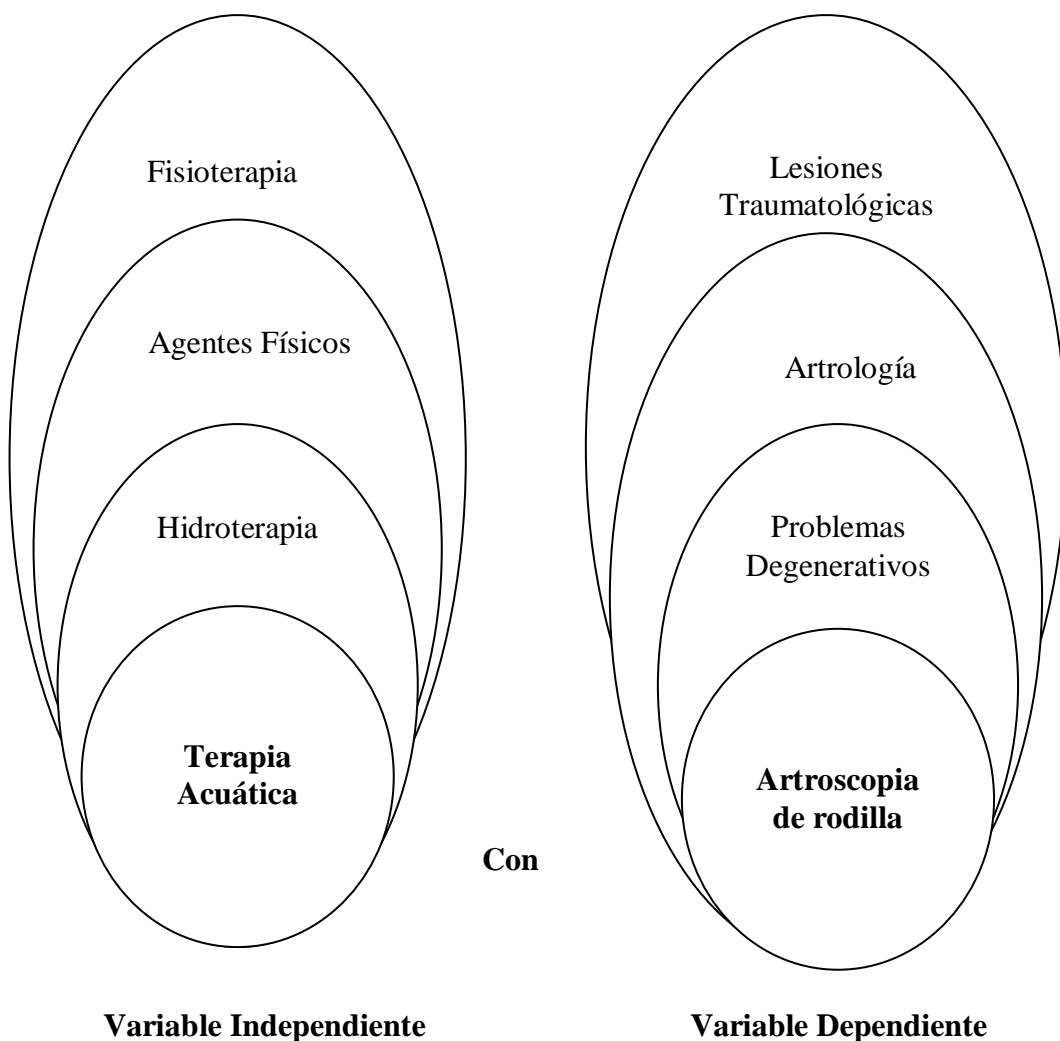 Fisioterapia
Agentes Físicos
Hidroterapia
Terapia
Acuática
Con
Lesiones
Traumatológicas
Artrología
Problemas
Degenerativos
Artroscopia
de rodilla
Variable Independiente
Variable Dependiente